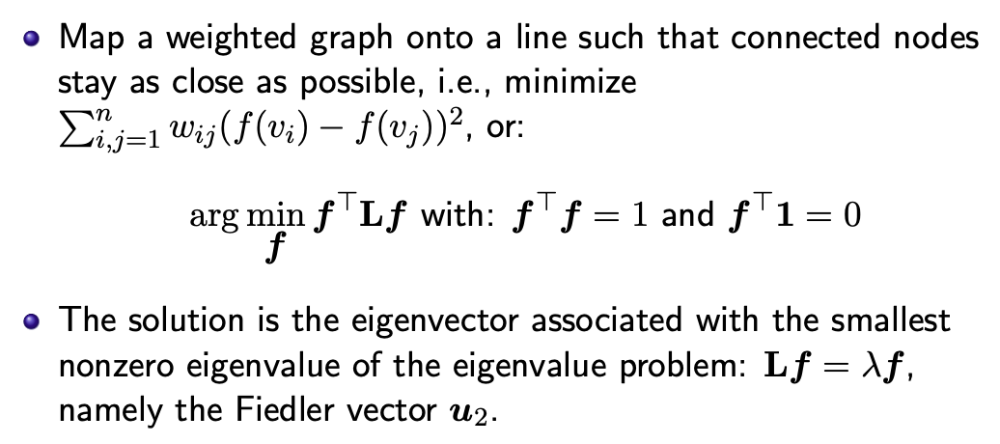 • Map a weighted graph onto a line such that connected nodes
stay as close as possible, i.e., minimize
$\sum_{i,j=1}^{n} w_{ij}(f(v_i) - f(v_j))^2$, or:
$\arg\min_{\boldsymbol{f}} \boldsymbol{f}^\top \mathbf{L} \boldsymbol{f}$ with: $\boldsymbol{f}^\top \boldsymbol{f} = 1$ and $\boldsymbol{f}^\top \mathbf{1} = 0$
• The solution is the eigenvector associated with the smallest
nonzero eigenvalue of the eigenvalue problem: $\mathbf{L}\boldsymbol{f} = \lambda \boldsymbol{f}$,
namely the Fiedler vector $\boldsymbol{u}_2$.